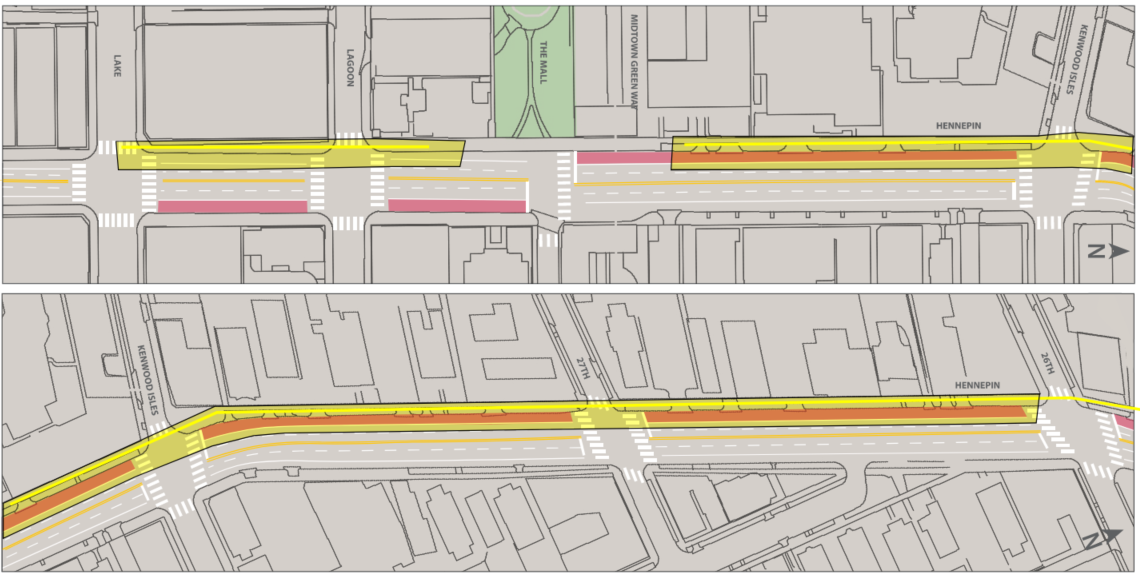 LAKE
LAGOON
THE MALL
MIDTOWN GREEN WAY
KENWOOD ISLES
HENNEPIN
N
KENWOOD ISLES
27TH
HENNEPIN
26TH
N